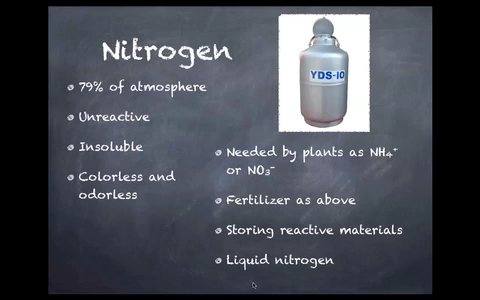 Nitrogen
79% of atmosphere
Unreactive
Insoluble
Colorless and
odorless
YDS-10
Needed by plants as NH₄⁺
or NO₃⁻
Fertilizer as above
Storing reactive materials
Liquid nitrogen